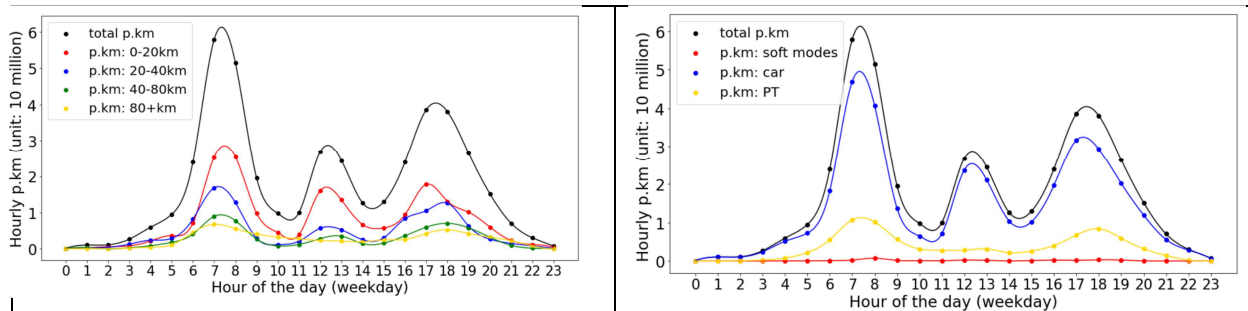 total p.km
p.km: 0-20km
p.km: 20-40km
p.km: 40-80km
p.km: 80+km
Hourly p.km (unit: 10 million)
6
5
4
3
2
1
0
0 1 2 3 4 5 6 7 8 9 10 11 12 13 14 15 16 17 18 19 20 21 22 23
Hour of the day (weekday)
total p.km
p.km: soft modes
p.km: car
p.km: PT
Hourly p.km (unit: 10 million)
6
5
4
3
2
1
0
0 1 2 3 4 5 6 7 8 9 10 11 12 13 14 15 16 17 18 19 20 21 22 23
Hour of the day (weekday)